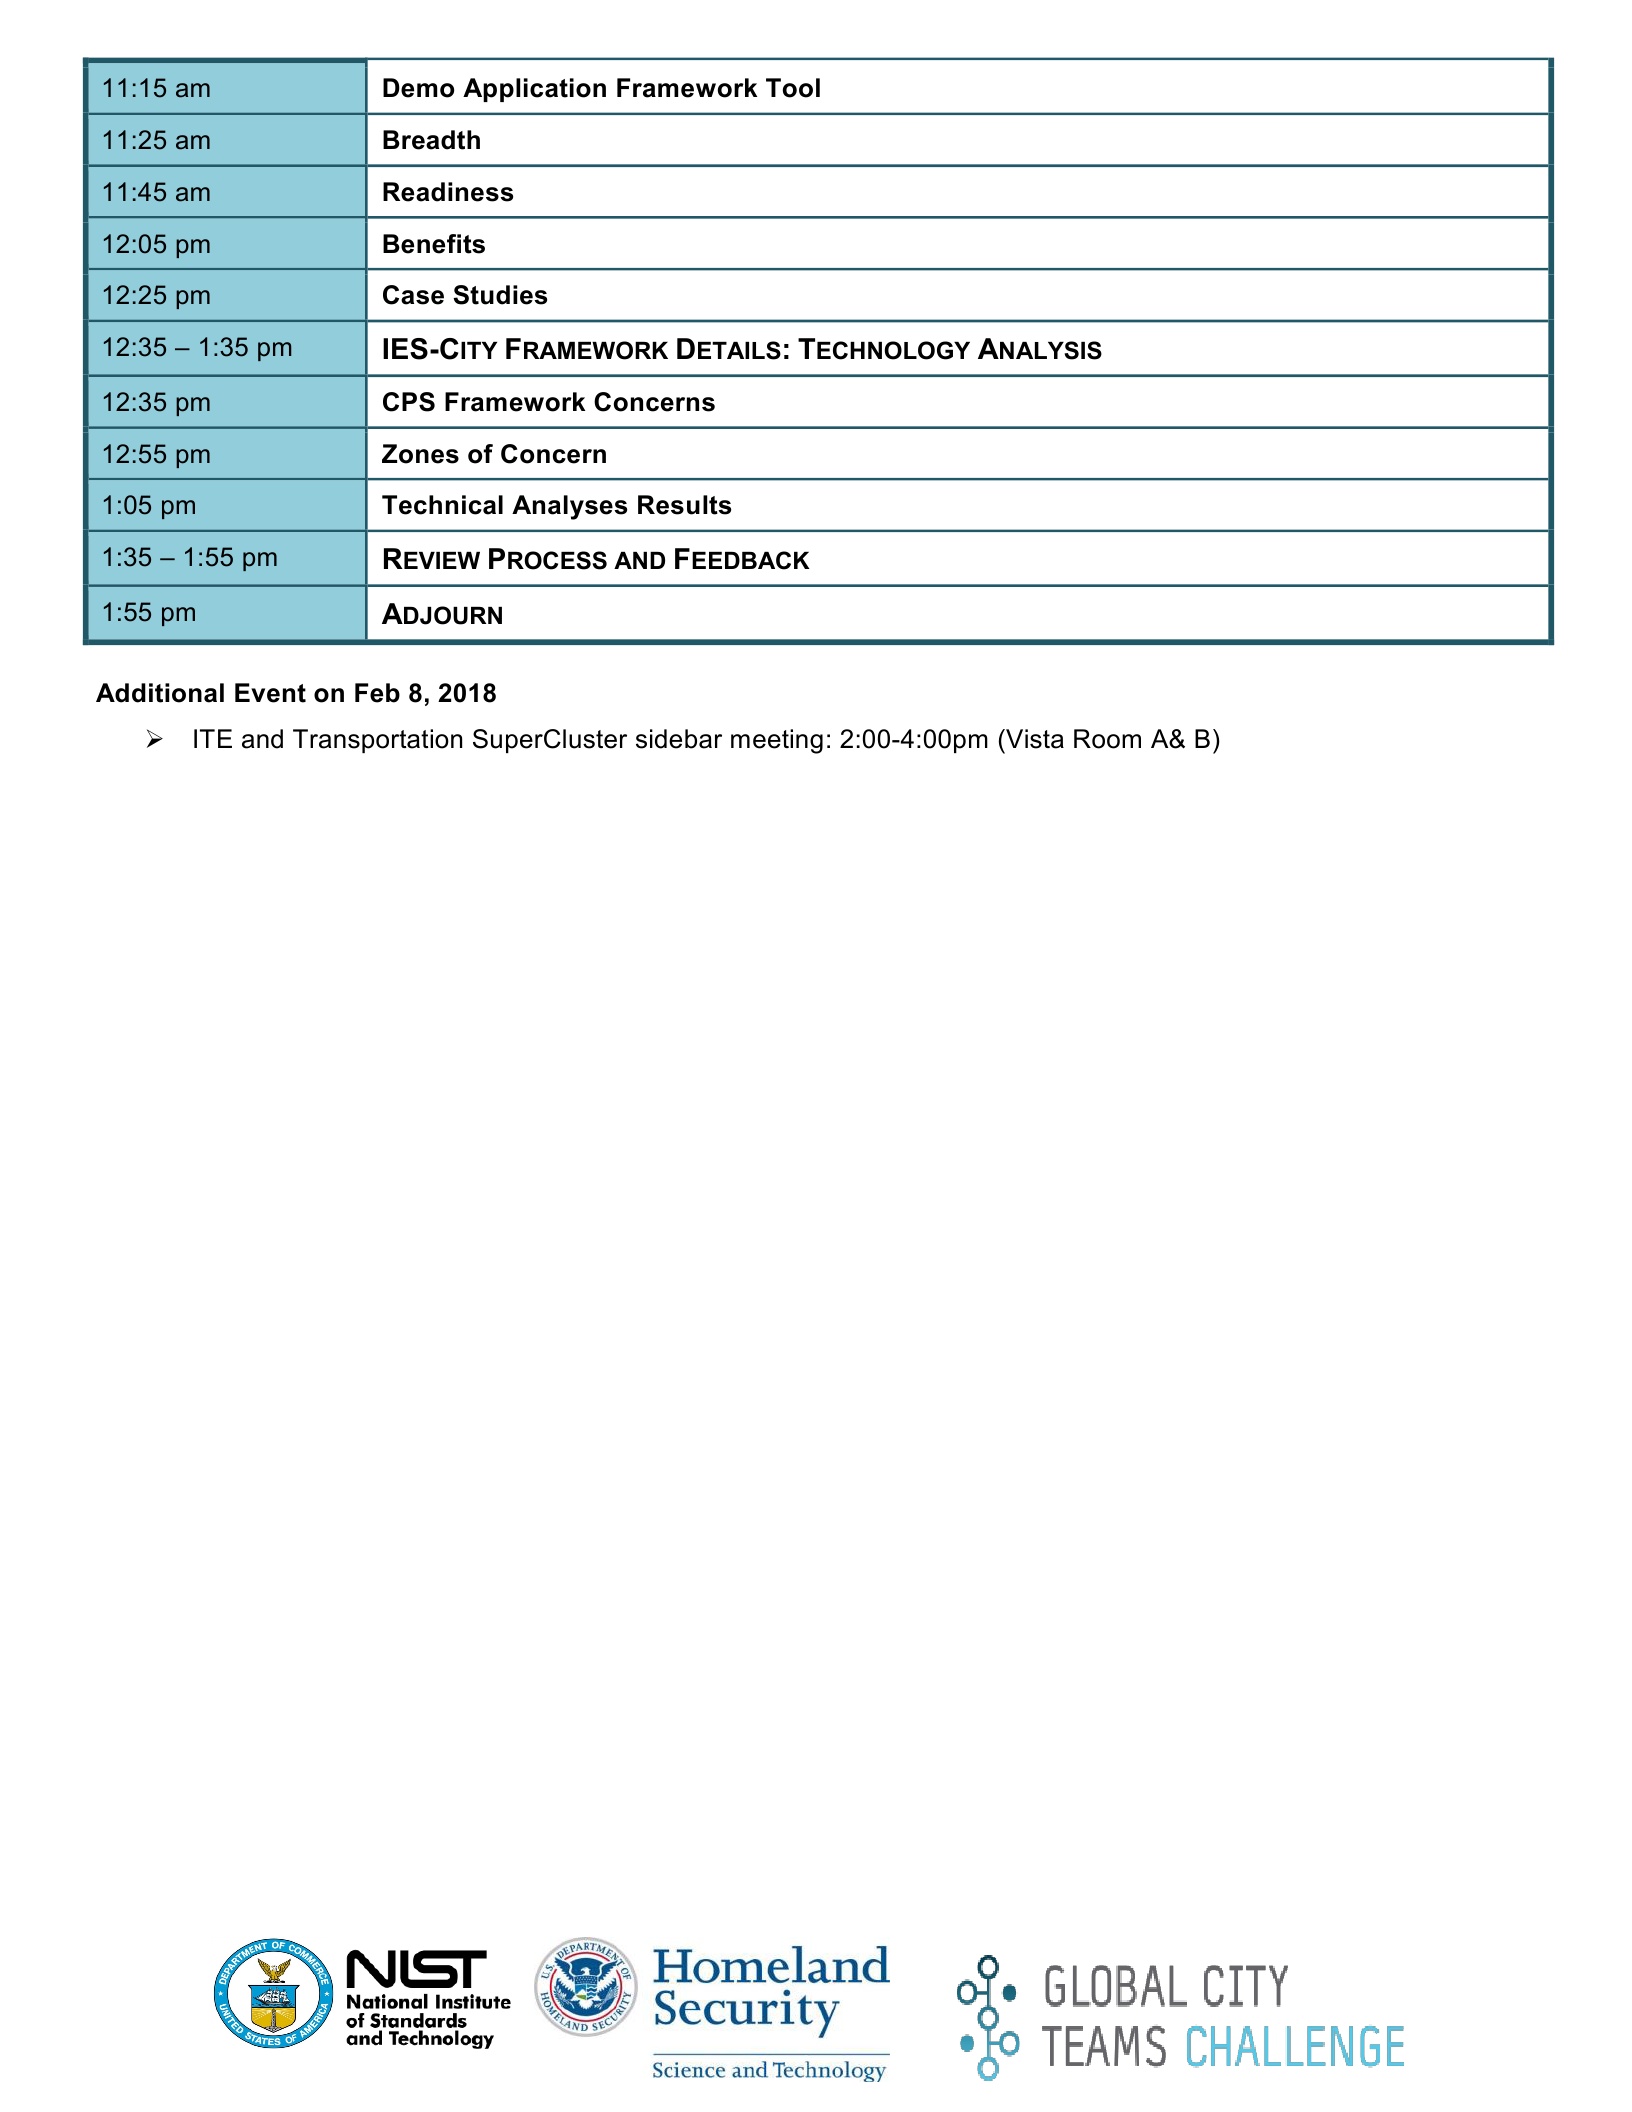 11:15 am Demo Application Framework Tool
11:25 am Breadth
11:45 am Readiness
12:05 pm Benefits
12:25 pm Case Studies
12:35 – 1:35 pm IES-CITY FRAMEWORK DETAILS: TECHNOLOGY ANALYSIS
12:35 pm CPS Framework Concerns
12:55 pm Zones of Concern
1:05 pm Technical Analyses Results
1:35 – 1:55 pm REVIEW PROCESS AND FEEDBACK
1:55 pm ADJOURN
Additional Event on Feb 8, 2018
➢ ITE and Transportation SuperCluster sidebar meeting: 2:00-4:00pm (Vista Room A& B)
DEPARTMENT OF COMMERCE
UNITED STATES OF AMERICA
NIST
National Institute
of Standards
and Technology
U.S. DEPARTMENT OF
HOMELAND SECURITY
Homeland
Security
Science and Technology
GLOBAL CITY
TEAMS CHALLENGE